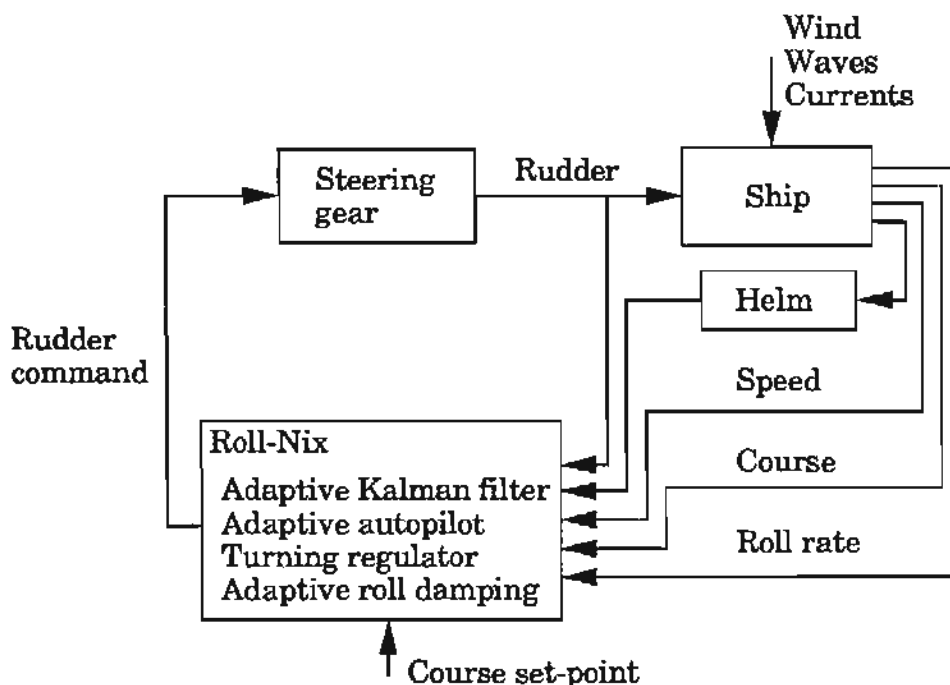 Wind
Waves
Currents
Steering
gear
Rudder
Ship
Helm
Rudder
command
Speed
Roll-Nix
Course
Adaptive Kalman filter
Adaptive autopilot
Turning regulator
Roll rate
Adaptive roll damping
Course set-point